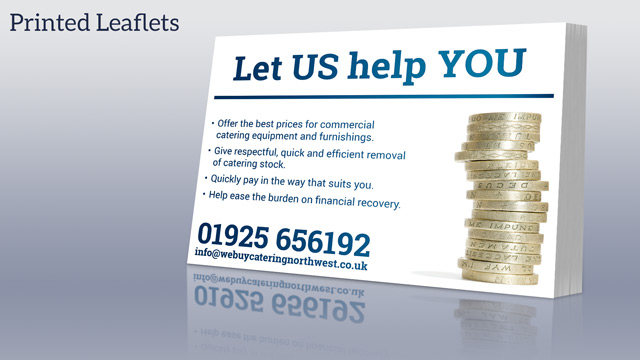 Printed Leaflets
Let US help YOU
• Offer the best prices for commercial
catering equipment and furnishings.
• Give respectful, quick and efficient removal
of catering stock.
• Quickly pay in the way that suits you.
• Help ease the burden on financial recovery.
01925 656192
info@webuycateringnorthwest.co.uk